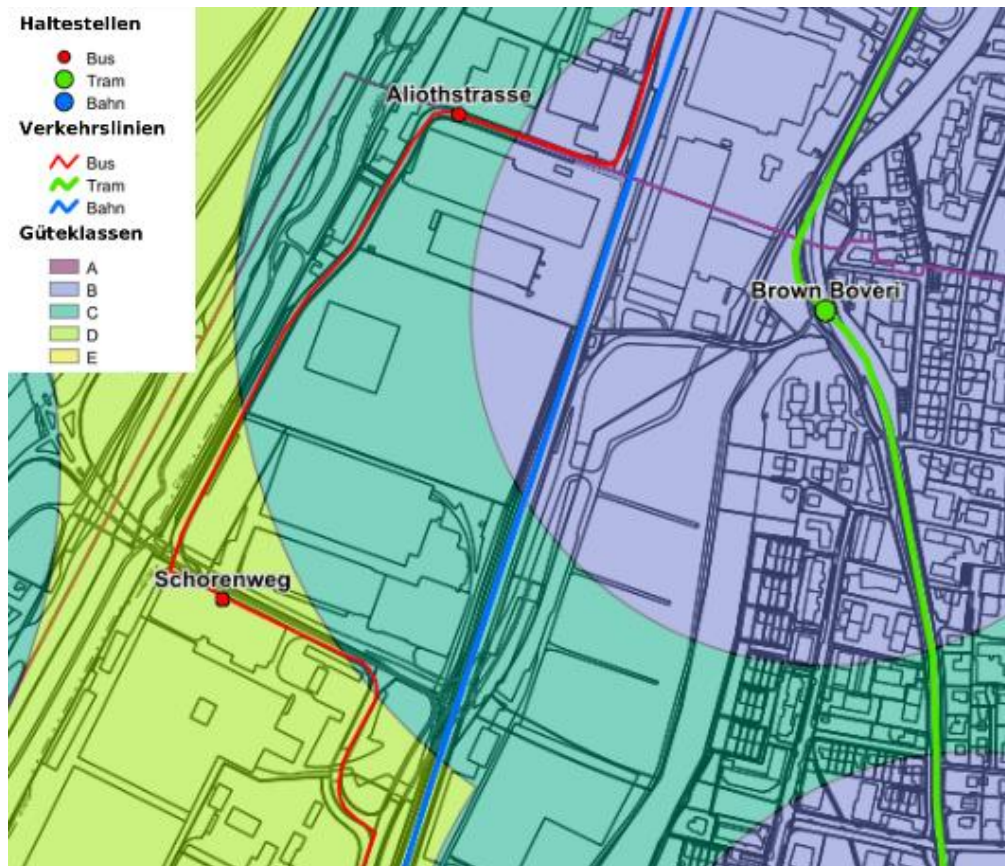 Haltestellen
Bus
Tram
Bahn
Verkehrslinien
Bus
Tram
Bahn
Güteklassen
A
B
C
D
E
Aliothstrasse
Brown Boveri
Schorenweg